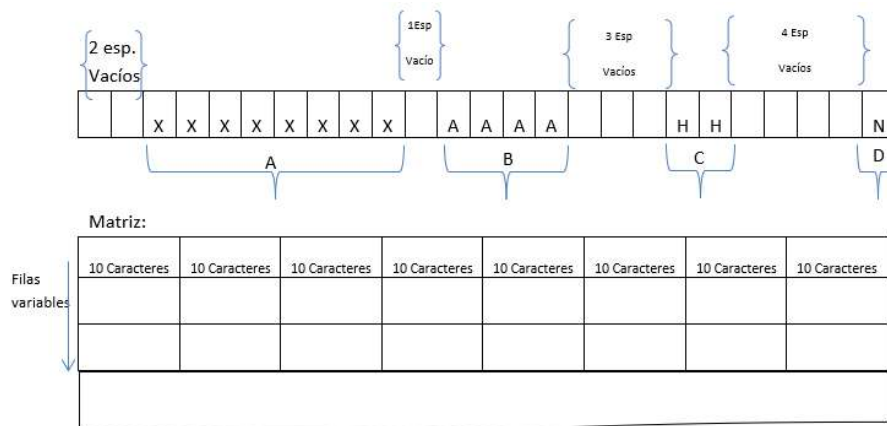 2 esp.
Vacíos
1Esp
Vacio
3 Esp
Vacios
4 Esp
Vacíos
X X X X X X X X A A A A H H N
A B C D
Matriz:
10 Caracteres 10 Caracteres 10 Caracteres 10 Caracteres 10 Caracteres 10 Caracteres 10 Caracteres 10 Caracteres
Filas
variables